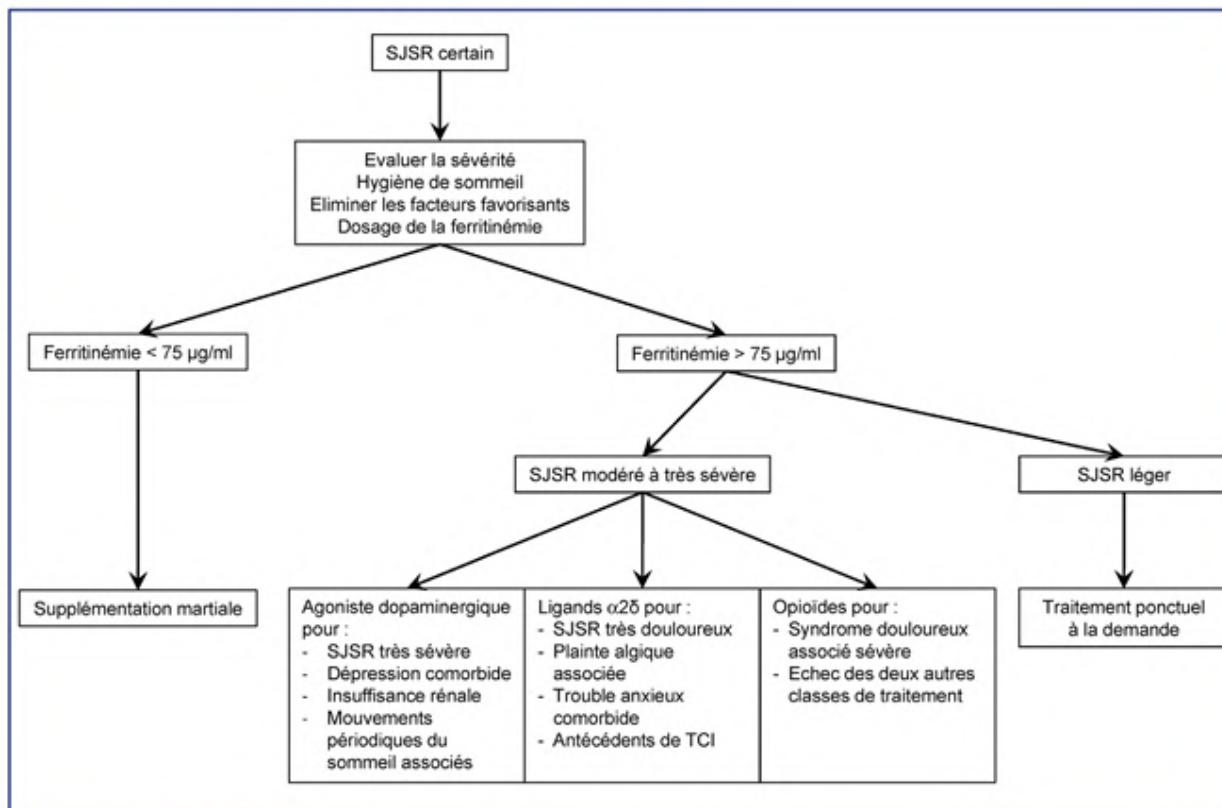 SJSR certain
Evaluer la sévérité
Hygiène de sommeil
Eliminer les facteurs favorisants
Dosage de la ferritinémie
Ferritinémie < 75 µg/ml
Ferritinémie > 75 µg/ml
SJSR modéré à très sévère
SJSR léger
Supplémentation martiale
Agoniste dopaminergique
pour :
- SJSR très sévère
- Dépression comorbide
- Insuffisance rénale
- Mouvements
périodiques du
sommeil associés
Ligands α2δ pour :
- SJSR très douloureux
- Plainte algique
associée
- Trouble anxieux
comorbide
- Antécédents de TCI
Opioïdes pour :
- Syndrome douloureux
associé sévère
- Echec des deux autres
classes de traitement
Traitement ponctuel
à la demande